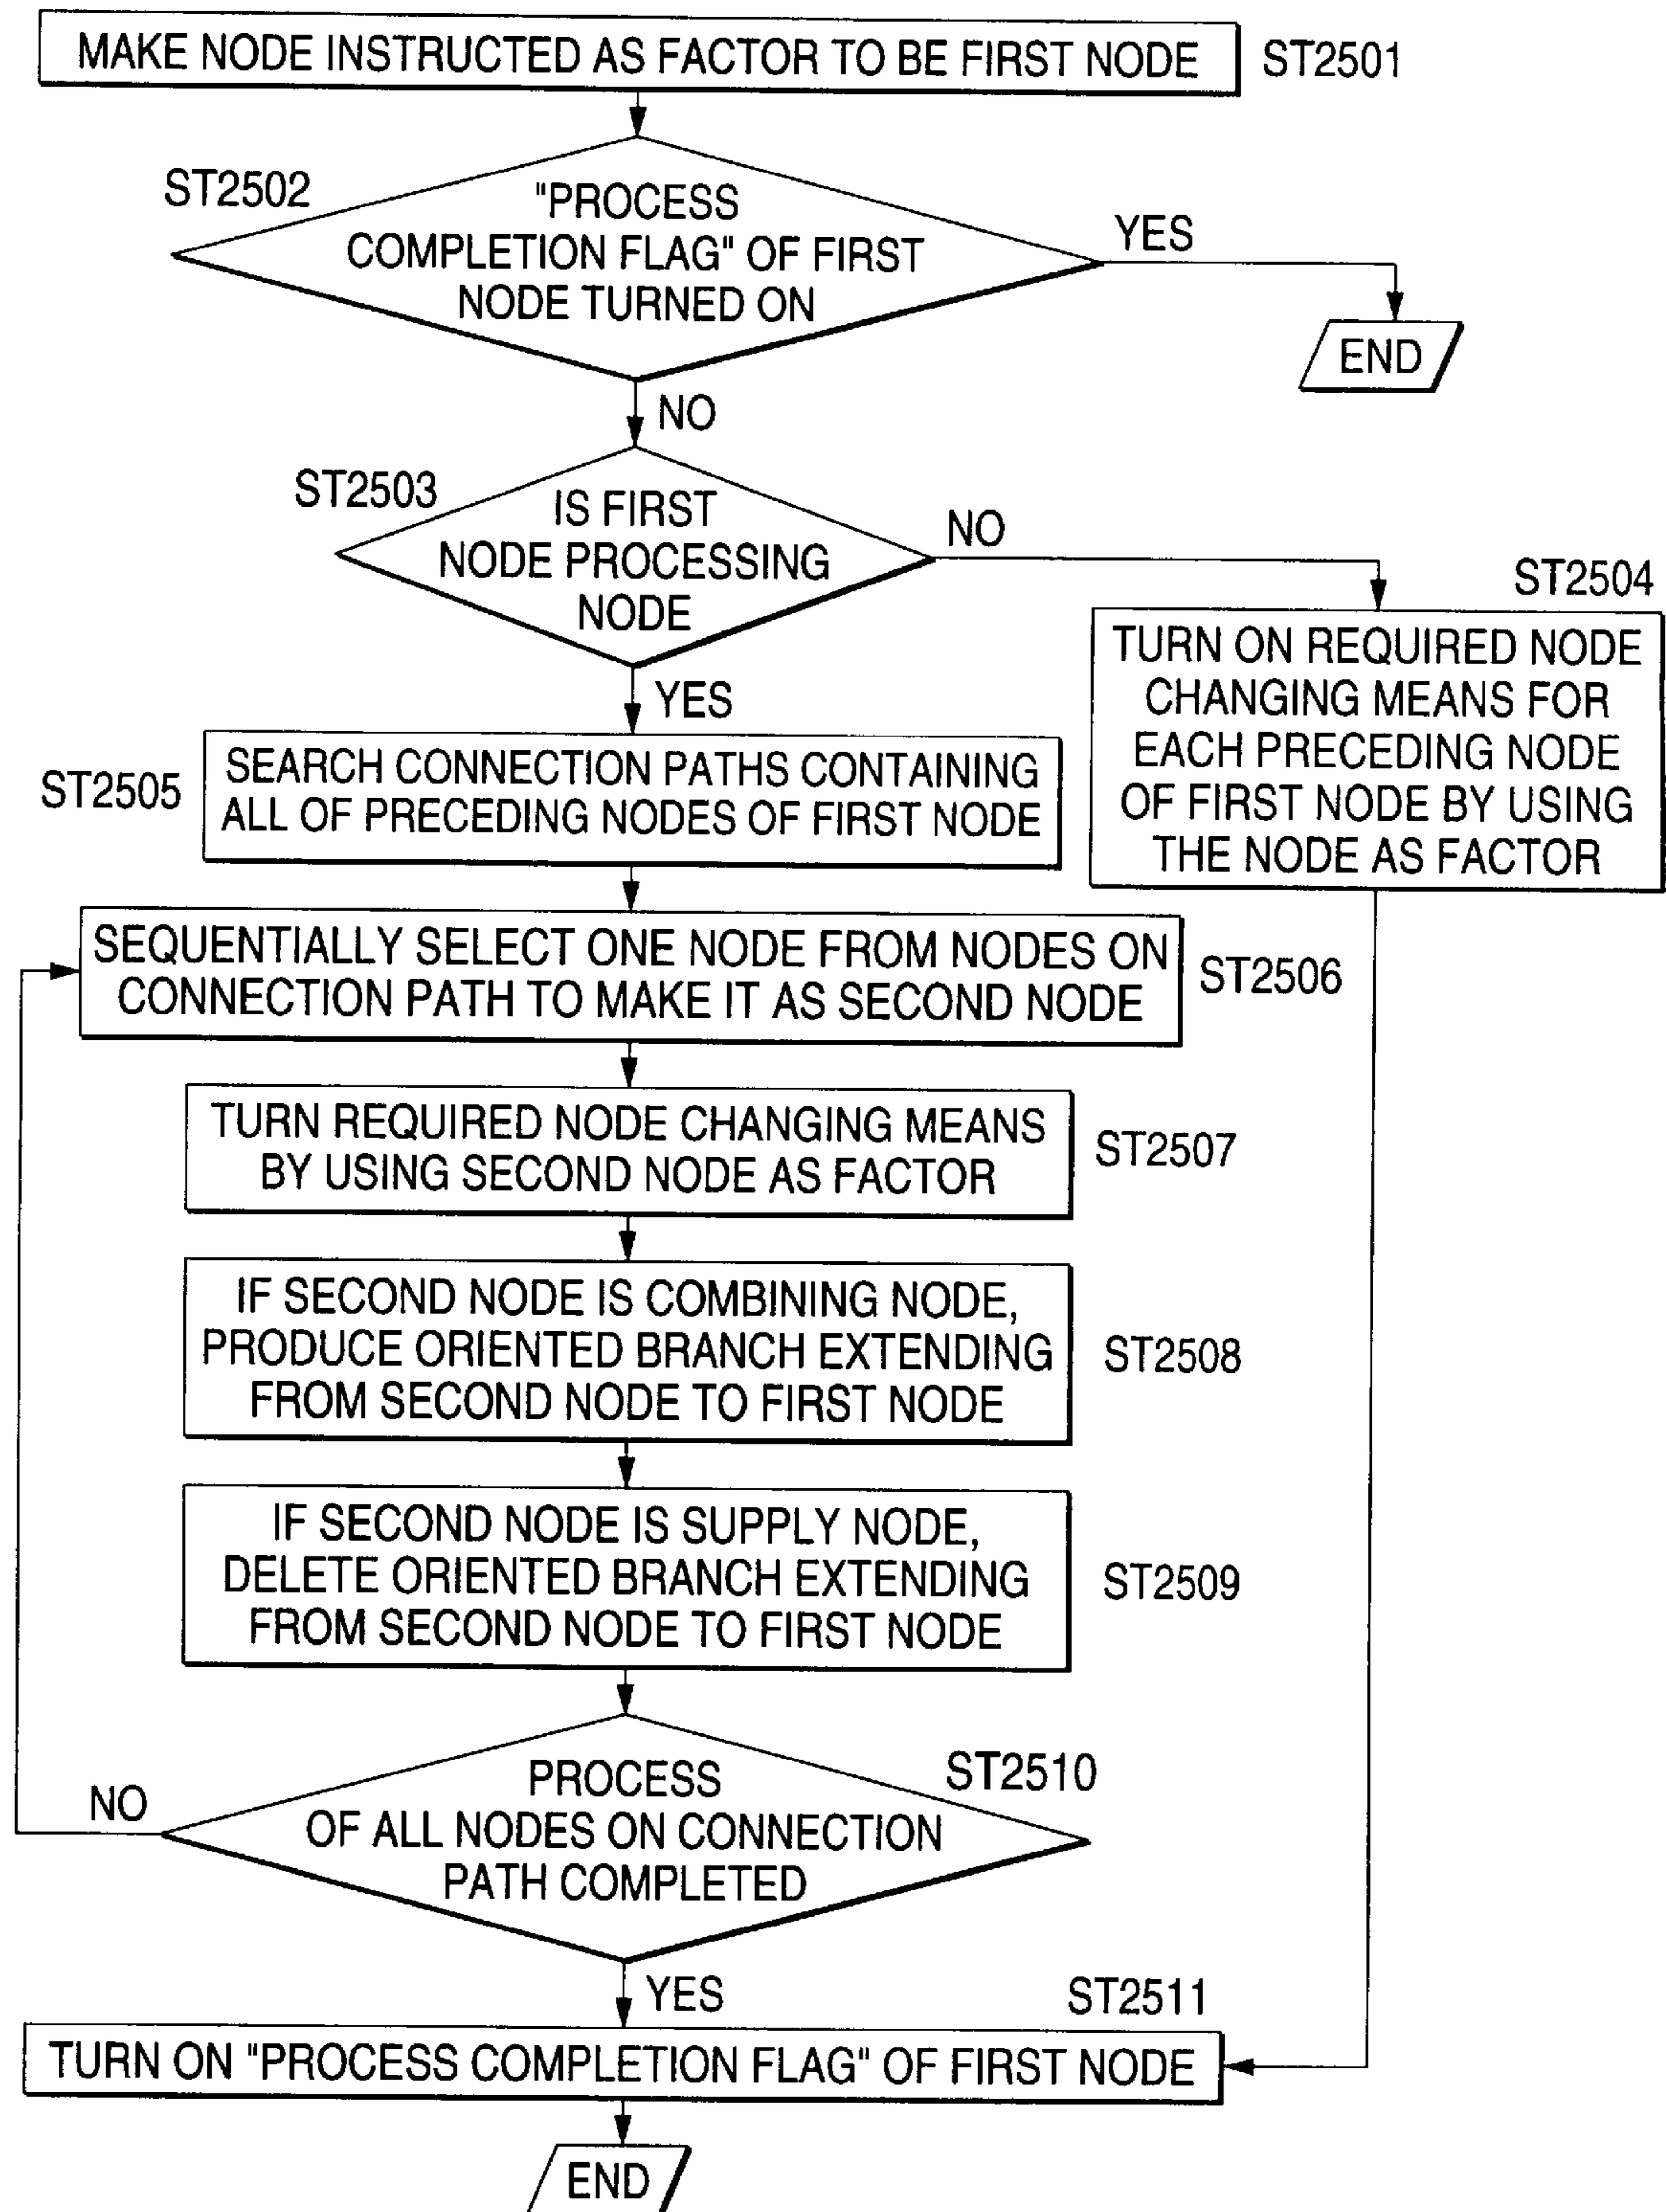 MAKE NODE INSTRUCTED AS FACTOR TO BE FIRST NODE
ST2501
ST2502
"PROCESS
COMPLETION FLAG" OF FIRST
NODE TURNED ON
YES
END
NO
ST2503
IS FIRST
NODE PROCESSING
NODE
NO
ST2504
TURN ON REQUIRED NODE
CHANGING MEANS FOR
EACH PRECEDING NODE
OF FIRST NODE BY USING
THE NODE AS FACTOR
YES
ST2505
SEARCH CONNECTION PATHS CONTAINING
ALL OF PRECEDING NODES OF FIRST NODE
SEQUENTIALLY SELECT ONE NODE FROM NODES ON
CONNECTION PATH TO MAKE IT AS SECOND NODE
ST2506
TURN REQUIRED NODE CHANGING MEANS
BY USING SECOND NODE AS FACTOR
ST2507
IF SECOND NODE IS COMBINING NODE,
PRODUCE ORIENTED BRANCH EXTENDING
FROM SECOND NODE TO FIRST NODE
ST2508
IF SECOND NODE IS SUPPLY NODE,
DELETE ORIENTED BRANCH EXTENDING
FROM SECOND NODE TO FIRST NODE
ST2509
NO
PROCESS
OF ALL NODES ON CONNECTION
PATH COMPLETED
ST2510
YES
ST2511
TURN ON "PROCESS COMPLETION FLAG" OF FIRST NODE
END